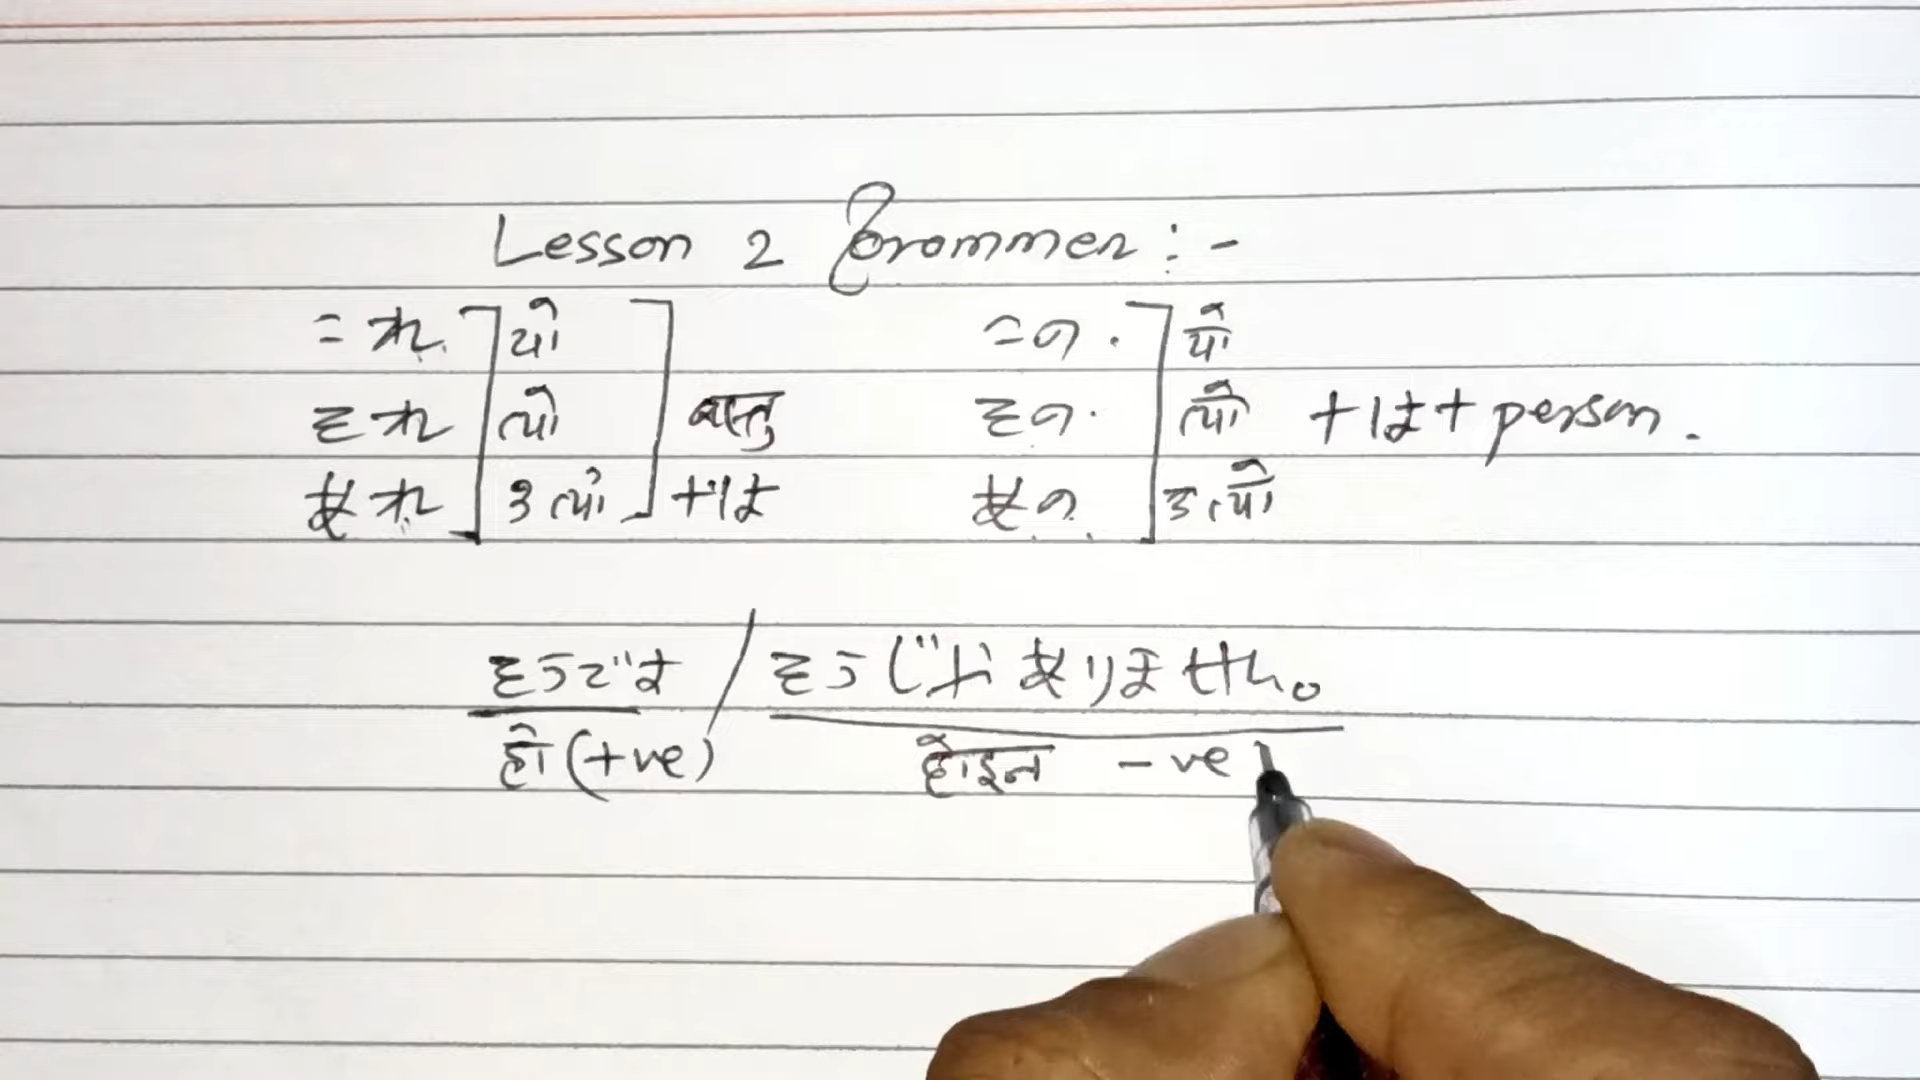 Lesson 2 Grammer :-
これ यो この यो
それ त्यो वस्तु その त्यो +は+ person.
あれ उ त्यो +は あの उ त्यो
そうです / そうじゃ ありません。
हो (+ve) होइन -ve